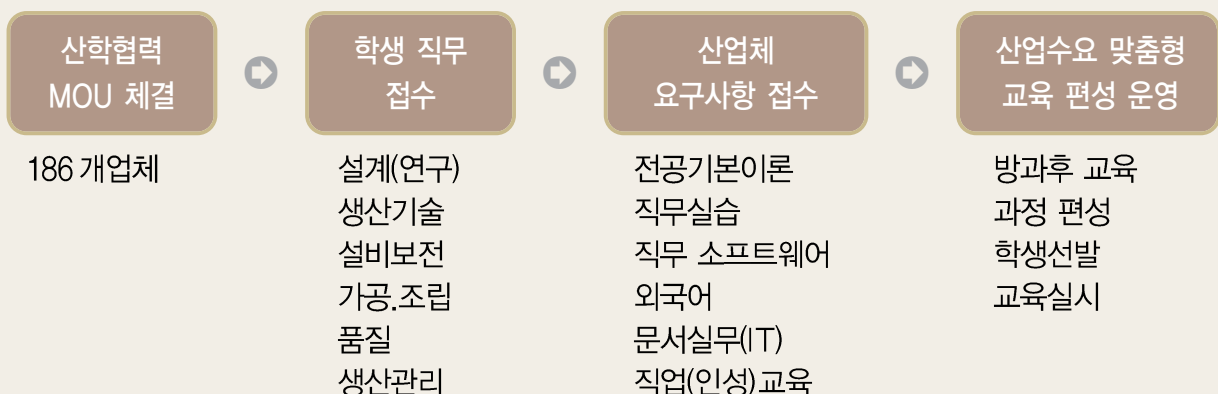 산학협력
MOU 체결
186 개업체
학생 직무
접수
설계(연구)
생산기술
설비보전
가공.조립
품질
생산관리
산업체
요구사항 접수
전공기본이론
직무실습
직무 소프트웨어
외국어
문서실무(IT)
직업(인성)교육
산업수요 맞춤형
교육 편성 운영
방과후 교육
과정 편성
학생선발
교육실시